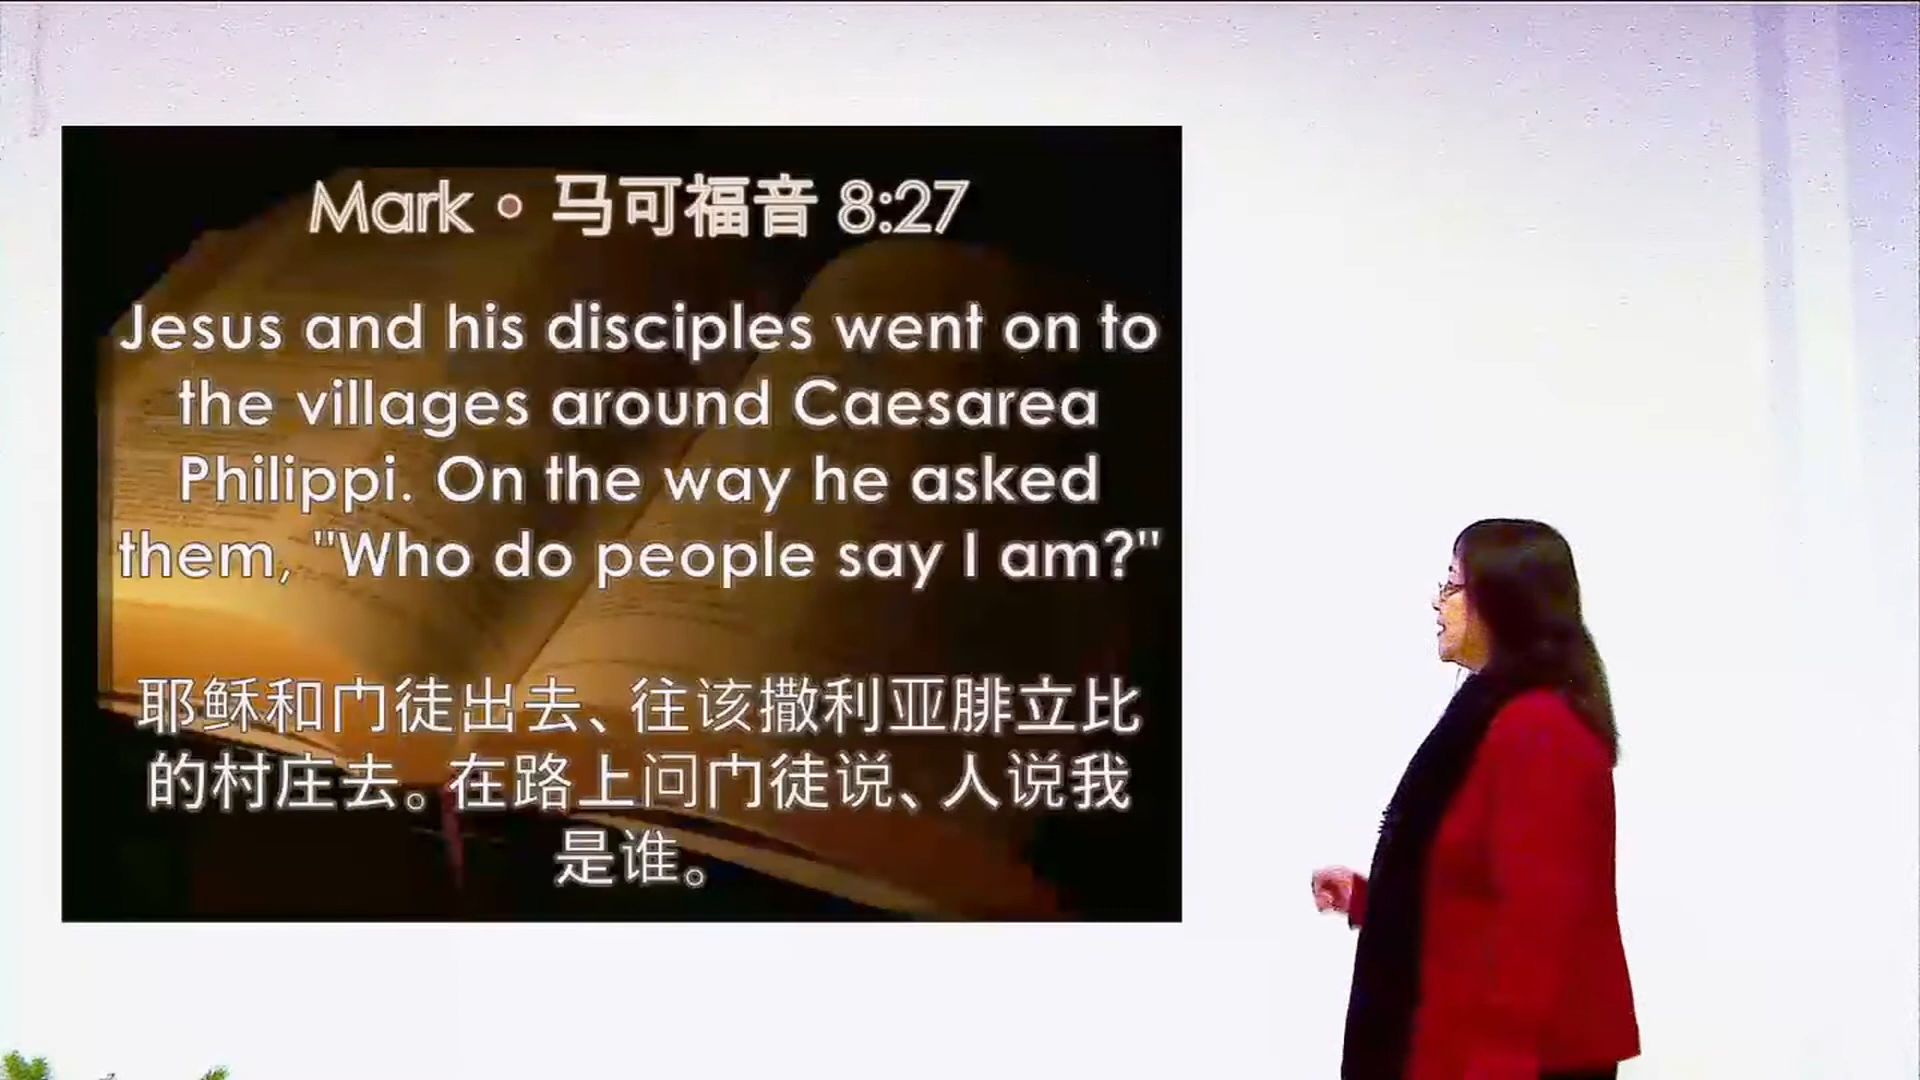 Mark • 马可福音 8:27
Jesus and his disciples went on to
the villages around Caesarea
Philippi. On the way he asked
them, "Who do people say I am?"
耶稣和门徒出去、往该撒利亚腓立比
的村庄去。在路上问门徒说、人说我
是谁。